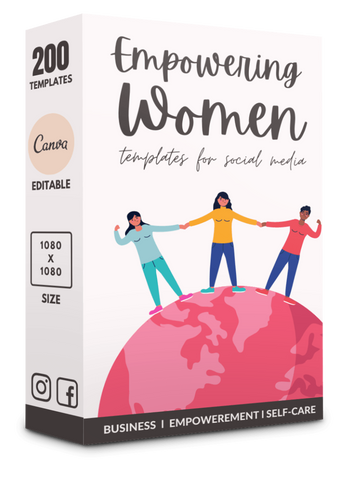 200
TEMPLATES
Canva
EDITABLE
1080
X
1080
SIZE
Empowering
Women
templates for social media
BUSINESS I EMPOWEREMENT I SELF-CARE